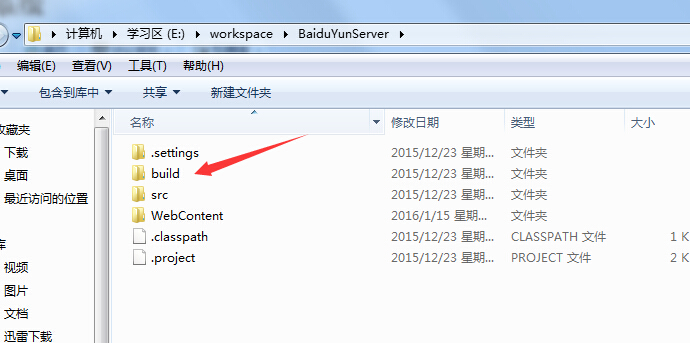 计算机 学习区 (E:) workspace BaiduYunServer
编辑(E) 查看(V) 工具(T) 帮助(H)
包含到库中 共享 新建文件夹
名称 修改日期 类型 大小
收藏夹
下载
桌面
最近访问的位置
库
视频
图片
文档
迅雷下载
.settings 2015/12/23 星期... 文件夹
build 2015/12/23 星期... 文件夹
src 2015/12/23 星期... 文件夹
WebContent 2016/1/15 星期... 文件夹
.classpath 2015/12/23 星期... CLASSPATH 文件 1 K
.project 2015/12/23 星期... PROJECT 文件 2 K